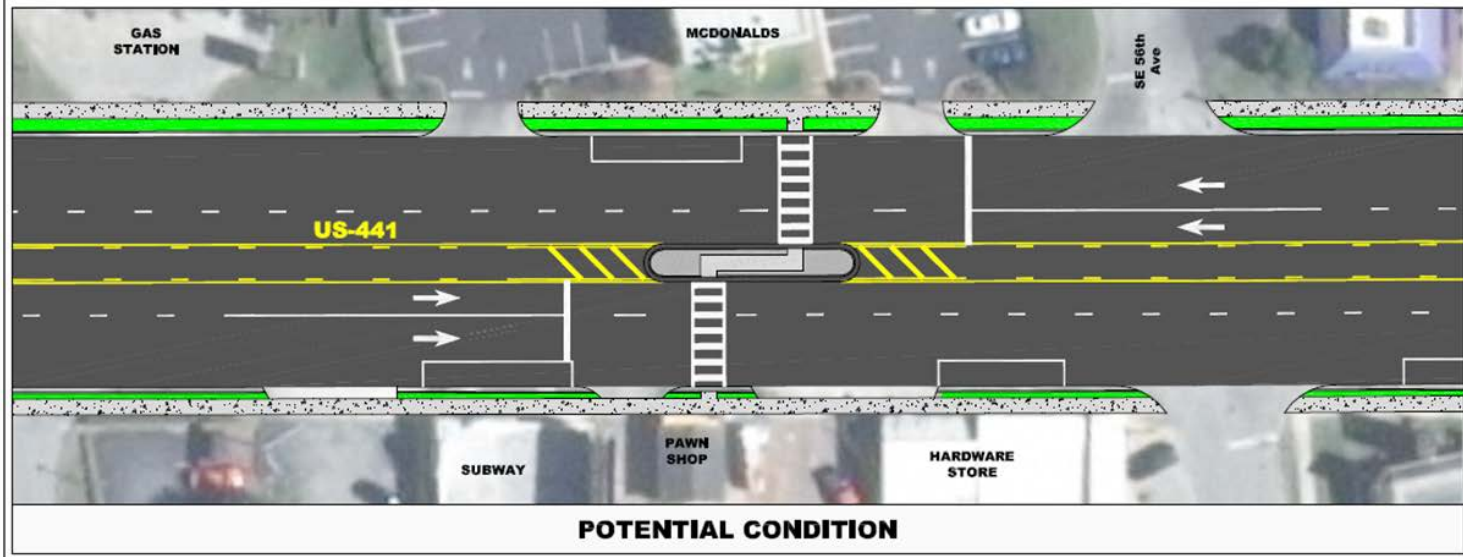 GAS
STATION
MCDONALDS
SE 56th
Ave
US-441
SUBWAY
PAWN
SHOP
HARDWARE
STORE
POTENTIAL CONDITION